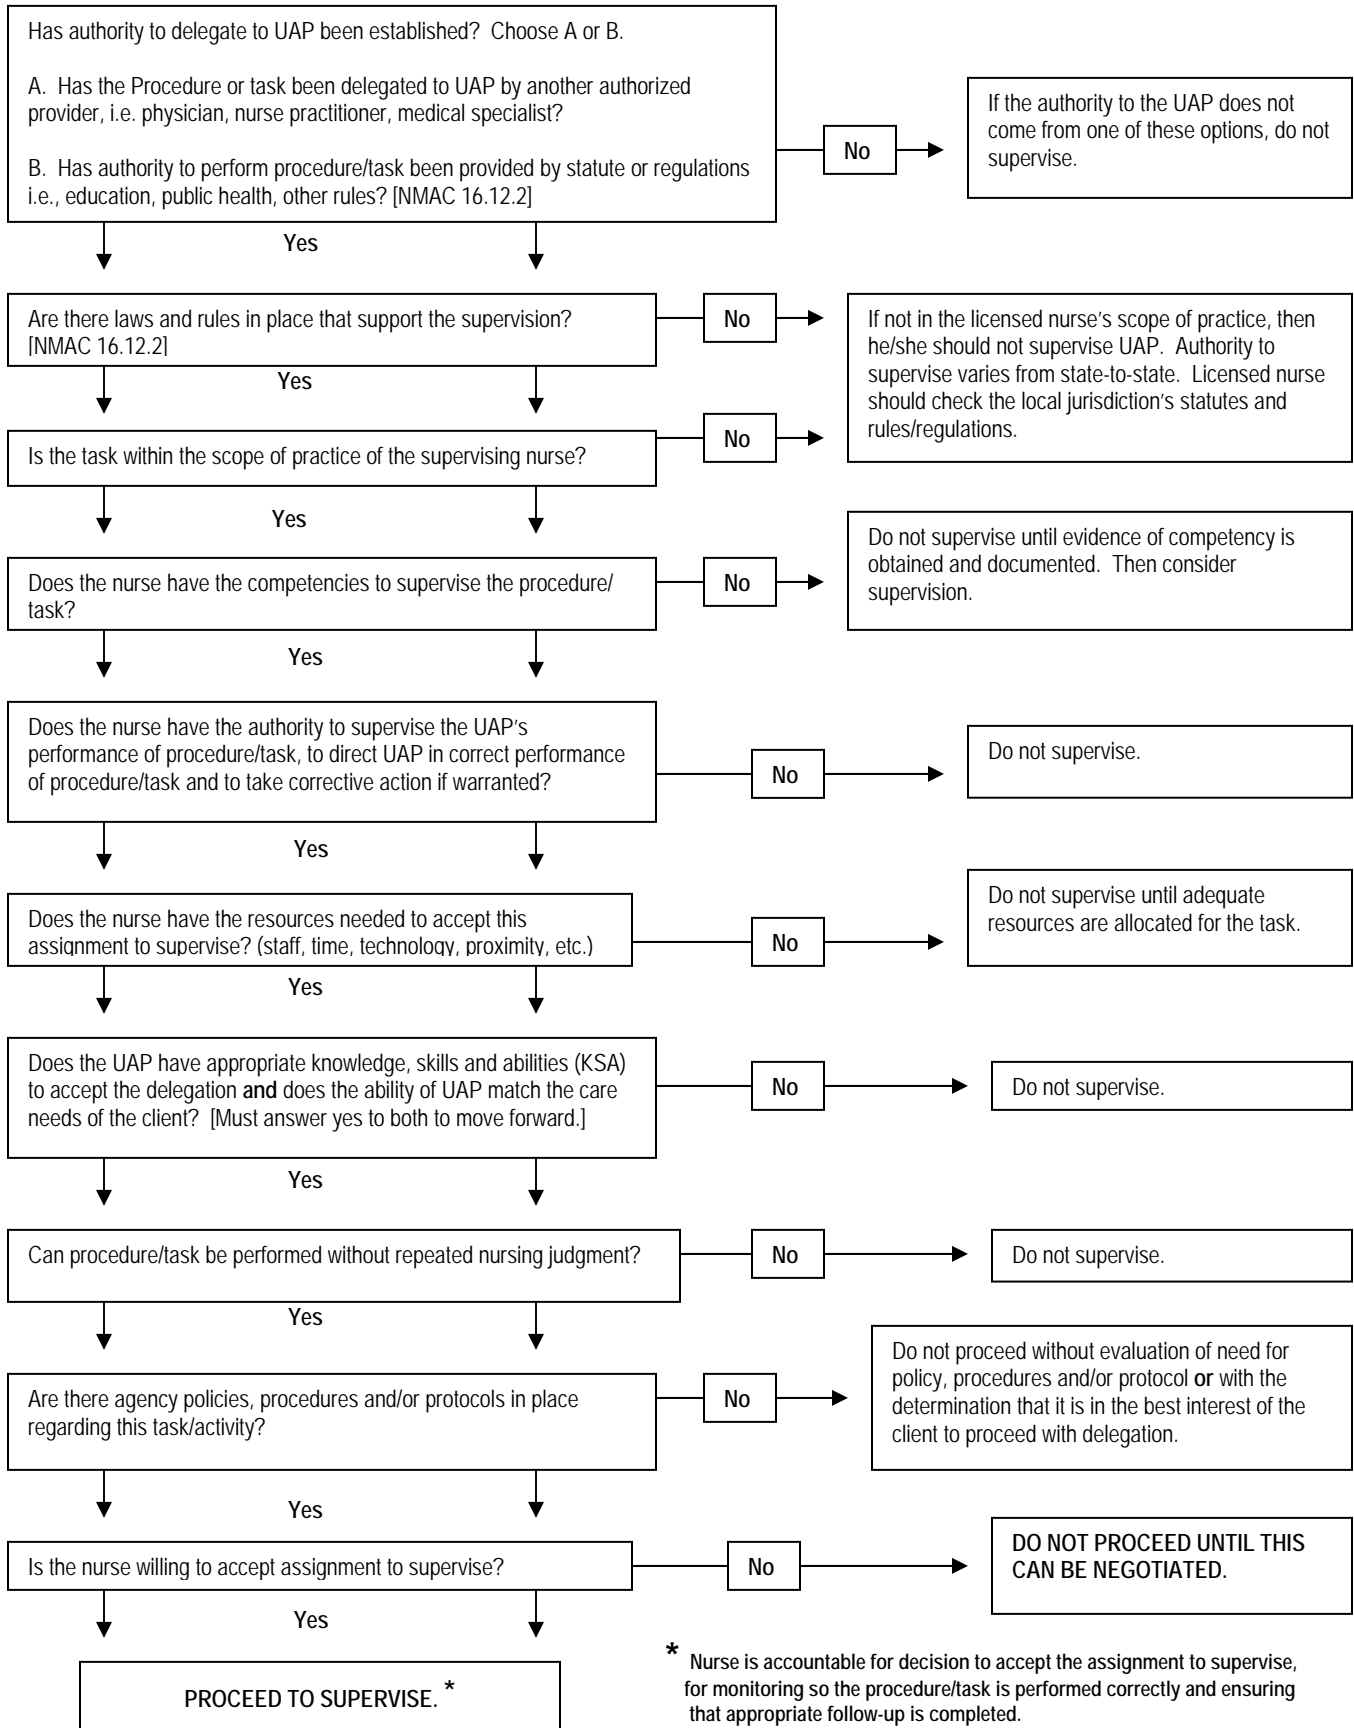 Has authority to delegate to UAP been established? Choose A or B.
A. Has the Procedure or task been delegated to UAP by another authorized
provider, i.e. physician, nurse practitioner, medical specialist?
B. Has authority to perform procedure/task been provided by statute or regulations
i.e., education, public health, other rules? [NMAC 16.12.2]
No
If the authority to the UAP does not
come from one of these options, do not
supervise.
Yes
Are there laws and rules in place that support the supervision?
[NMAC 16.12.2]
No
If not in the licensed nurse's scope of practice, then
he/she should not supervise UAP. Authority to
supervise varies from state-to-state. Licensed nurse
should check the local jurisdiction's statutes and
rules/regulations.
Yes
Is the task within the scope of practice of the supervising nurse?
No
Yes
Does the nurse have the competencies to supervise the procedure/
task?
No
Do not supervise until evidence of competency is
obtained and documented. Then consider
supervision.
Yes
Does the nurse have the authority to supervise the UAP's
performance of procedure/task, to direct UAP in correct performance
of procedure/task and to take corrective action if warranted?
No
Do not supervise.
Yes
Does the nurse have the resources needed to accept this
assignment to supervise? (staff, time, technology, proximity, etc.)
No
Do not supervise until adequate
resources are allocated for the task.
Yes
Does the UAP have appropriate knowledge, skills and abilities (KSA)
to accept the delegation and does the ability of UAP match the care
needs of the client? [Must answer yes to both to move forward.]
No
Do not supervise.
Yes
Can procedure/task be performed without repeated nursing judgment?
No
Do not supervise.
Yes
Are there agency policies, procedures and/or protocols in place
regarding this task/activity?
No
Do not proceed without evaluation of need for
policy, procedures and/or protocol or with the
determination that it is in the best interest of the
client to proceed with delegation.
Yes
Is the nurse willing to accept assignment to supervise?
No
DO NOT PROCEED UNTIL THIS
CAN BE NEGOTIATED.
Yes
PROCEED TO SUPERVISE. *
* Nurse is accountable for decision to accept the assignment to supervise,
for monitoring so the procedure/task is performed correctly and ensuring
that appropriate follow-up is completed.